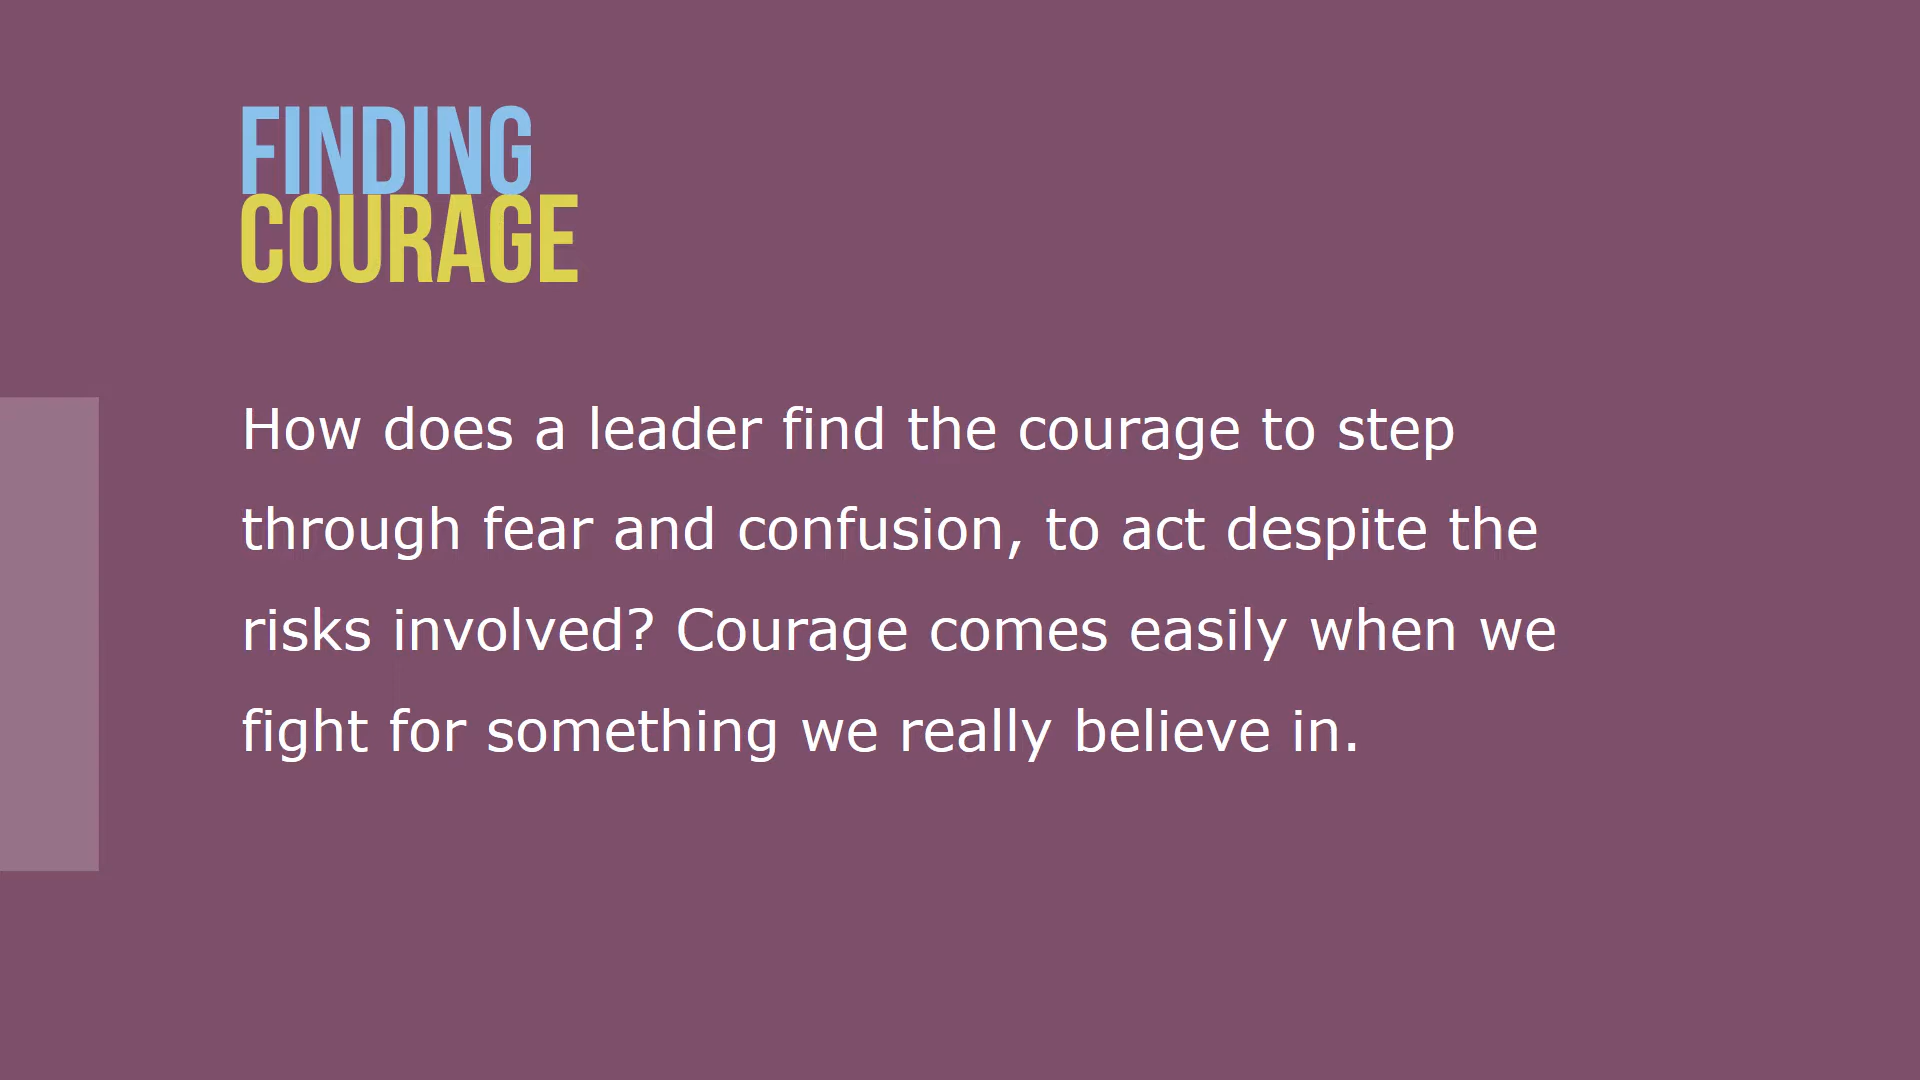 FINDING
COURAGE
How does a leader find the courage to step
through fear and confusion, to act despite the
risks involved? Courage comes easily when we
fight for something we really believe in.